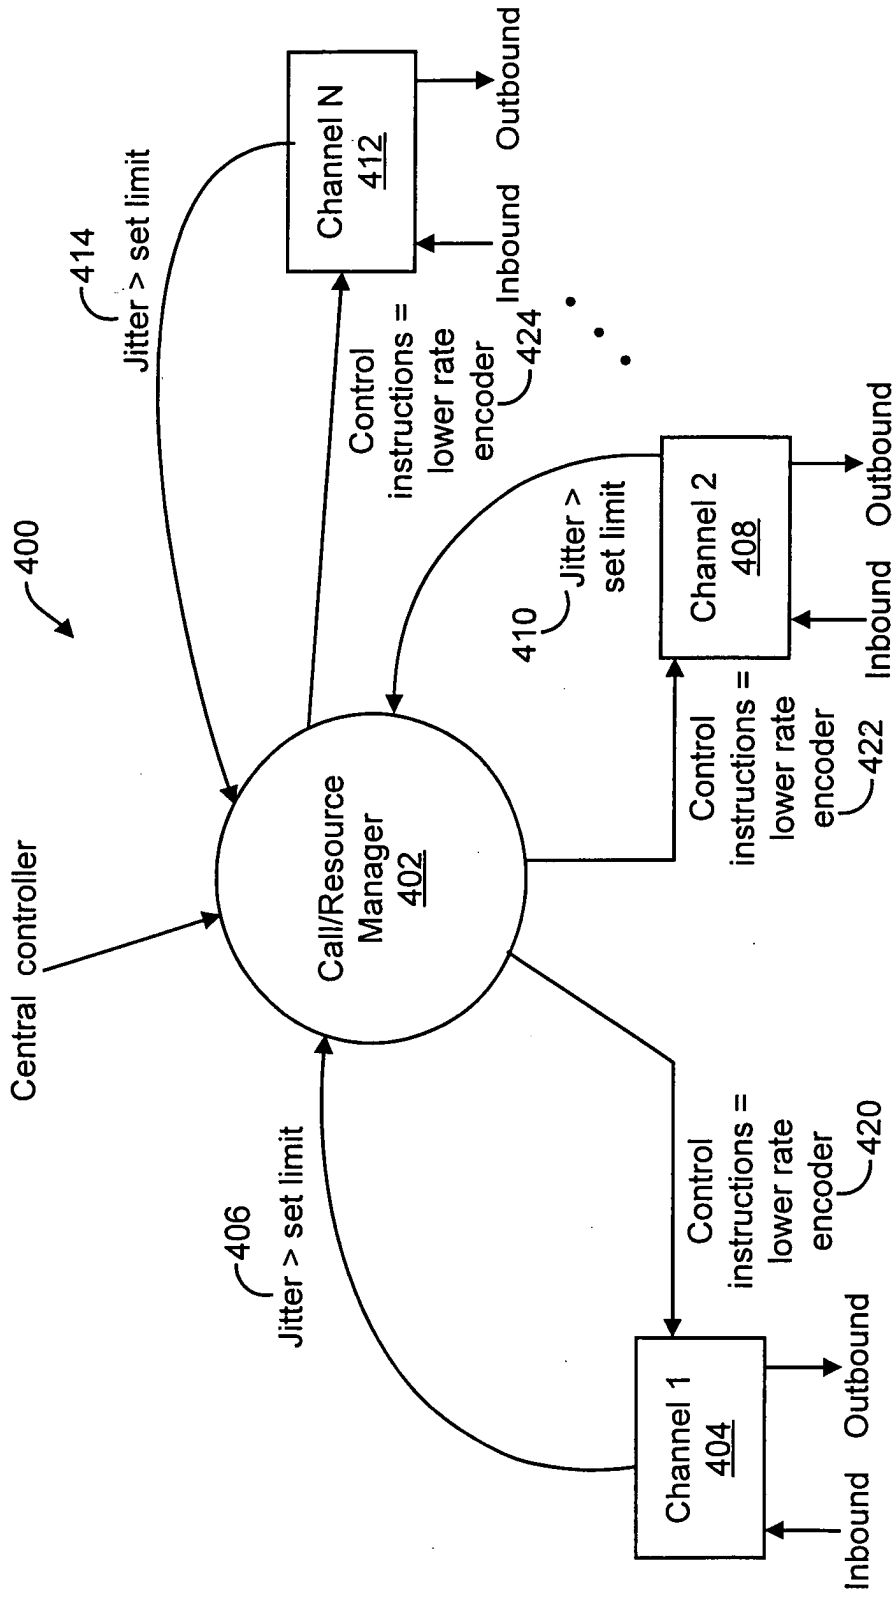 400
Central controller
Call/Resource
Manager
402
406
Jitter > set limit
410
Jitter >
set limit
414
Jitter > set limit
Control
instructions =
lower rate
encoder
420
Control
instructions =
lower rate
encoder
422
Control
instructions =
lower rate
encoder
424
Channel 1
404
Inbound
Outbound
Channel 2
408
Inbound
Outbound
Channel N
412
Inbound
Outbound